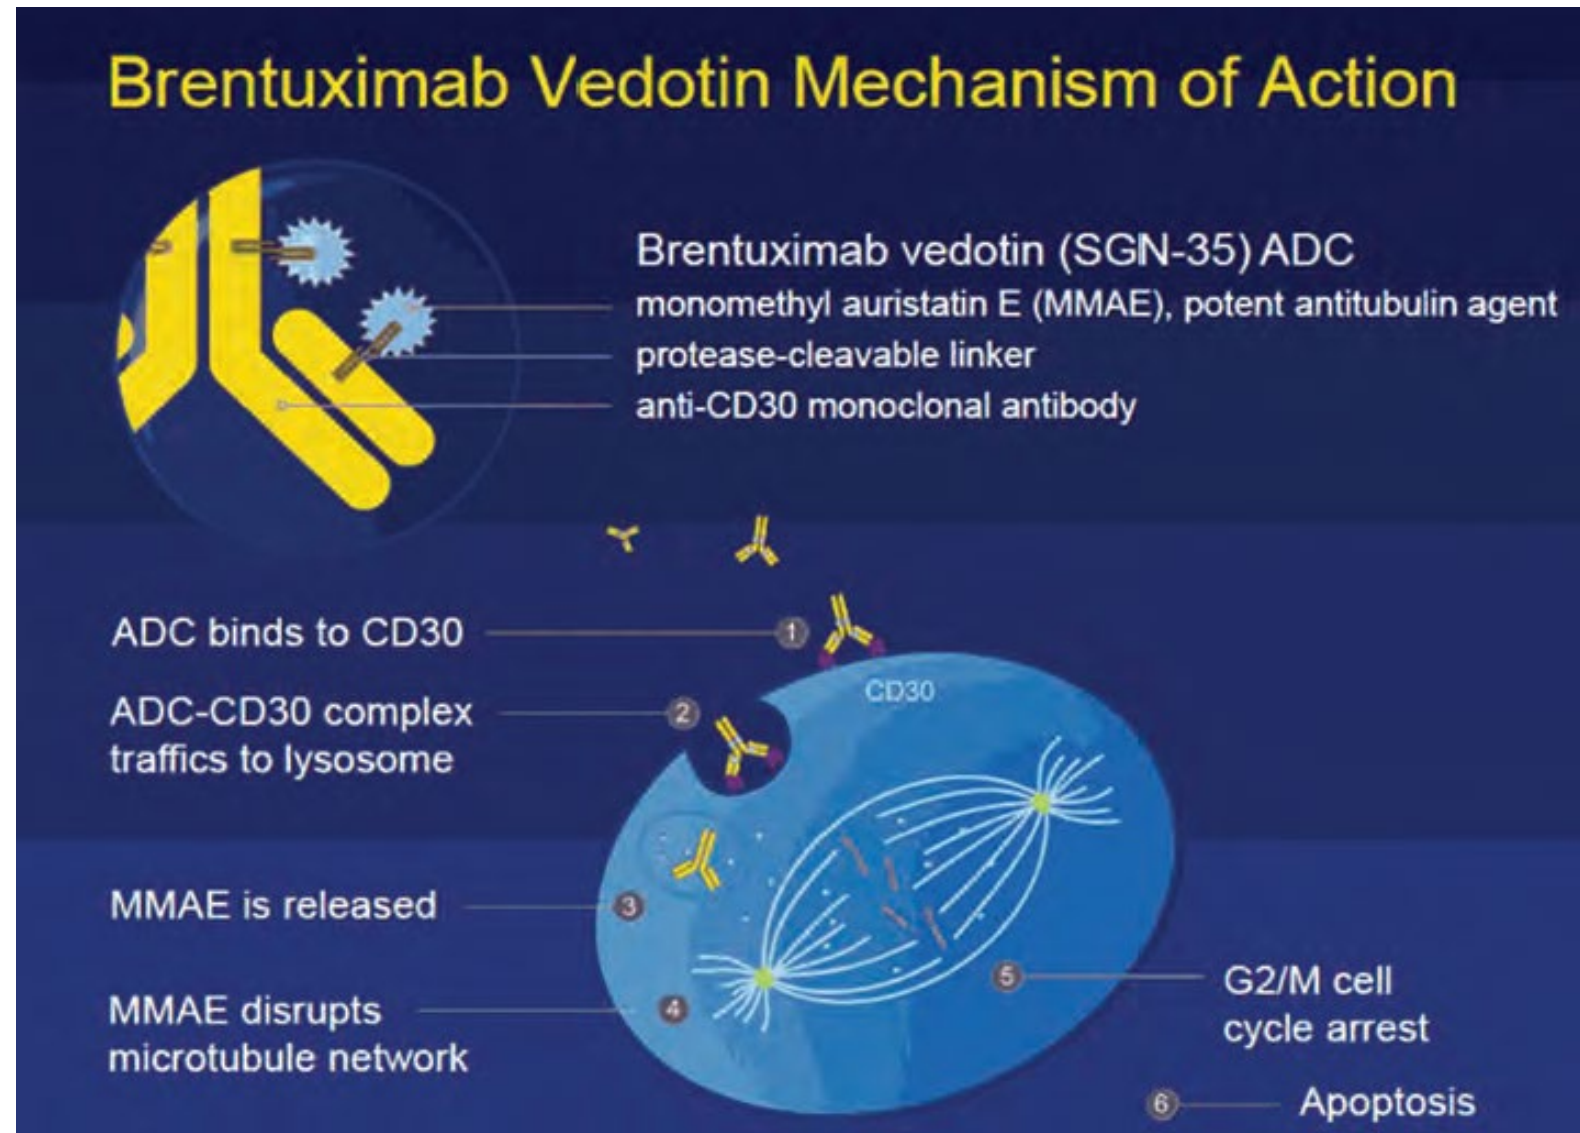 Brentuximab Vedotin Mechanism of Action
Brentuximab vedotin (SGN-35) ADC
monomethyl auristatin E (MMAE), potent antitubulin agent
protease-cleavable linker
anti-CD30 monoclonal antibody
ADC binds to CD30
1
CD30
ADC-CD30 complex
traffics to lysosome
2
MMAE is released
3
MMAE disrupts
microtubule network
4
5
G2/M cell
cycle arrest
6
Apoptosis